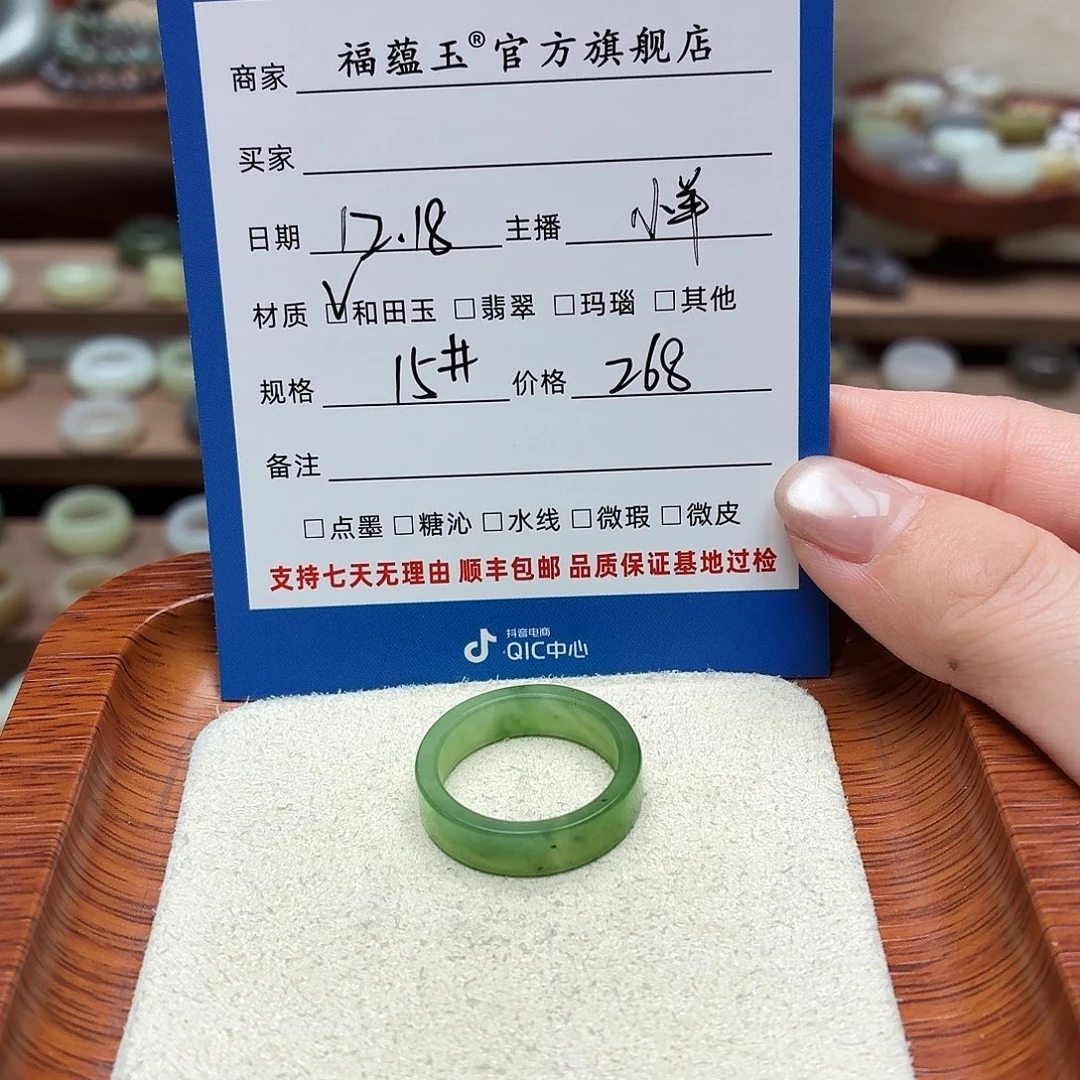 商家 福蕴玉®官方旗舰店
买家
日期 12.18 主播 小羊
材质 ☑和田玉 □翡翠 □玛瑙 □其他
规格 15# 价格 268
备注
□点墨 □糖沁 □水线 □微瑕 □微皮
支持七天无理由 顺丰包邮 品质保证基地过检
抖音电商
QIC中心